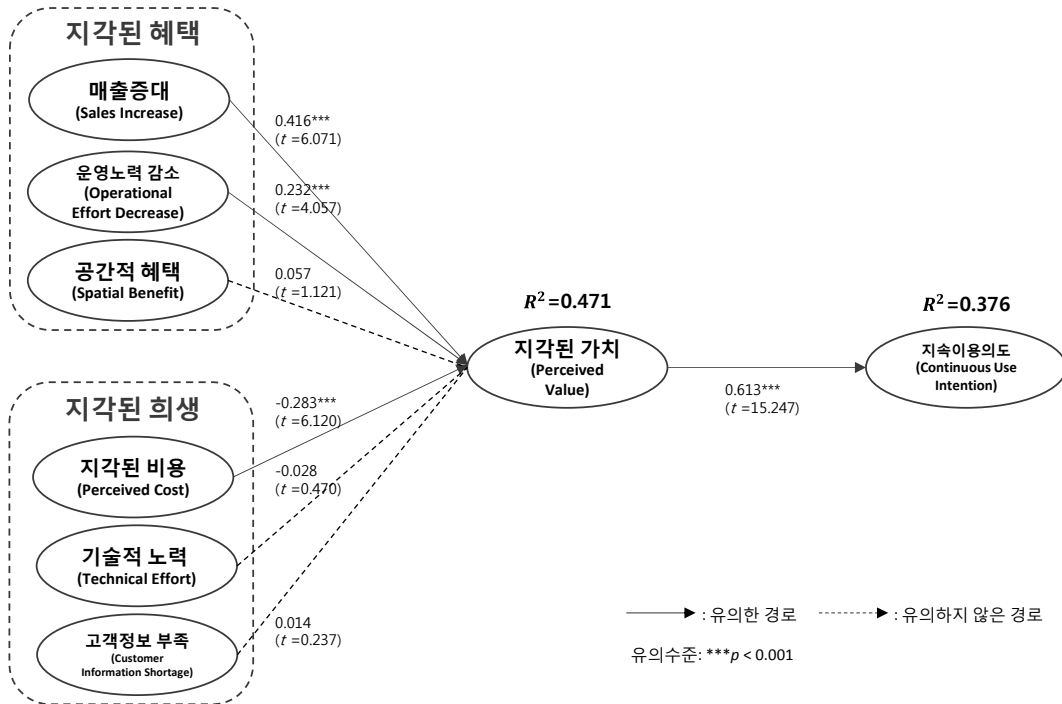 지각된 혜택
매출증대
(Sales Increase)
0.416***
(t =6.071)
운영노력 감소
(Operational
Effort Decrease)
0.232***
(t =4.057)
공간적 혜택
(Spatial Benefit)
0.057
(t =1.121)
R²=0.471
지각된 가치
(Perceived
Value)
R²=0.376
지속이용의도
(Continuous Use
Intention)
0.613***
(t =15.247)
지각된 희생
-0.283***
(t =6.120)
지각된 비용
(Perceived Cost)
-0.028
(t =0.470)
기술적 노력
(Technical Effort)
0.014
(t =0.237)
고객정보 부족
(Customer
Information Shortage)
: 유의한 경로
: 유의하지 않은 경로
유의수준: ***p < 0.001